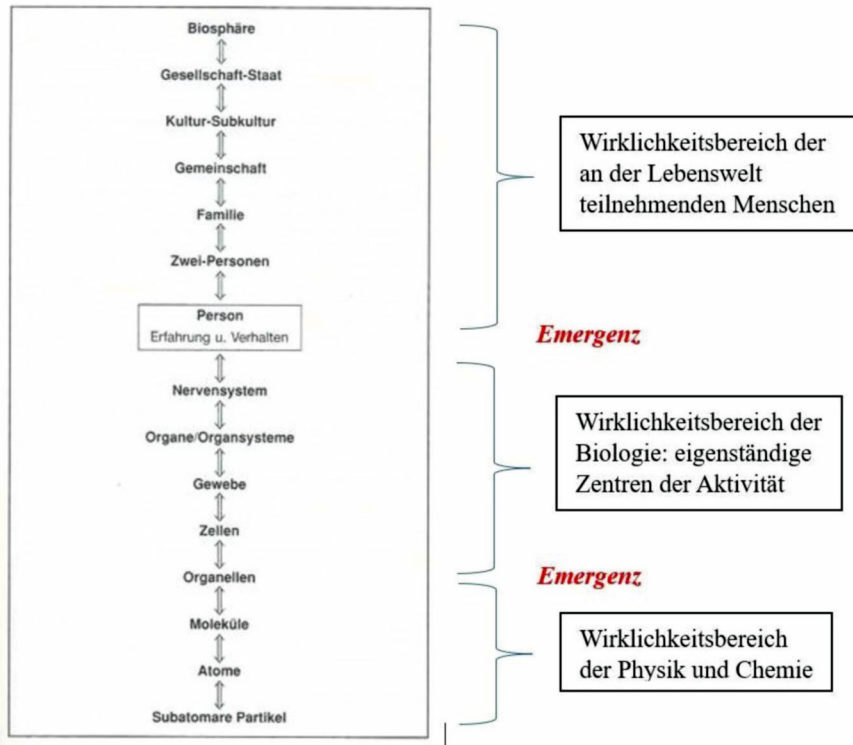 Biosphäre
Gesellschaft-Staat
Kultur-Subkultur
Gemeinschaft
Familie
Zwei-Personen
Person
Erfahrung u. Verhalten
Nervensystem
Organe/Organsysteme
Gewebe
Zellen
Organellen
Moleküle
Atome
Subatomare Partikel
Wirklichkeitsbereich der
an der Lebenswelt
teilnehmenden Menschen
Emergenz
Wirklichkeitsbereich der
Biologie: eigenständige
Zentren der Aktivität
Emergenz
Wirklichkeitsbereich
der Physik und Chemie